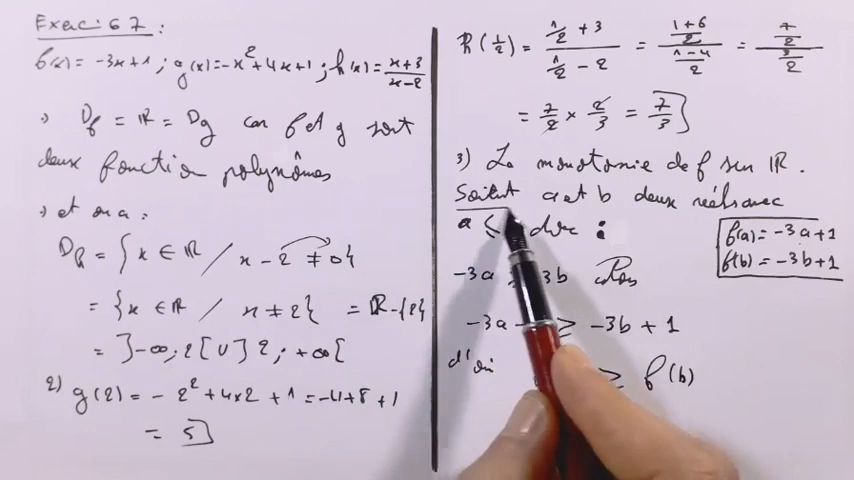 Exercice 67 :
f(x) = -3x+1 ; g(x) = -x² + 4x + 1 ; h(x) = x+3 / x-2
1) Df = ℝ = Dg car f et g sont
deux fonction polynômes
→ et on a :
Dh = { x ∈ ℝ / x - 2 ≠ 0 }
= { x ∈ ℝ / x ≠ 2 } = ℝ - {2}
= ]-∞ ; 2[ ∪ ]2 ; +∞[
2) g(2) = - 2² + 4×2 + 1 = -4+8+1
= 5
h(1/2) = (1/2 + 3) / (1/2 - 2) = ((1+6)/2) / ((1-4)/2) = (7/2) / (3/2)
= 7/2 × 2/3 = 7/3
3) La monotonie de f sur ℝ.
Soient a et b deux réels avec
a donc :
f(a) = -3a+1
f(b) = -3b+1
-3a 3b Alors
-3a ≥ -3b + 1
d'où ≥ f(b)